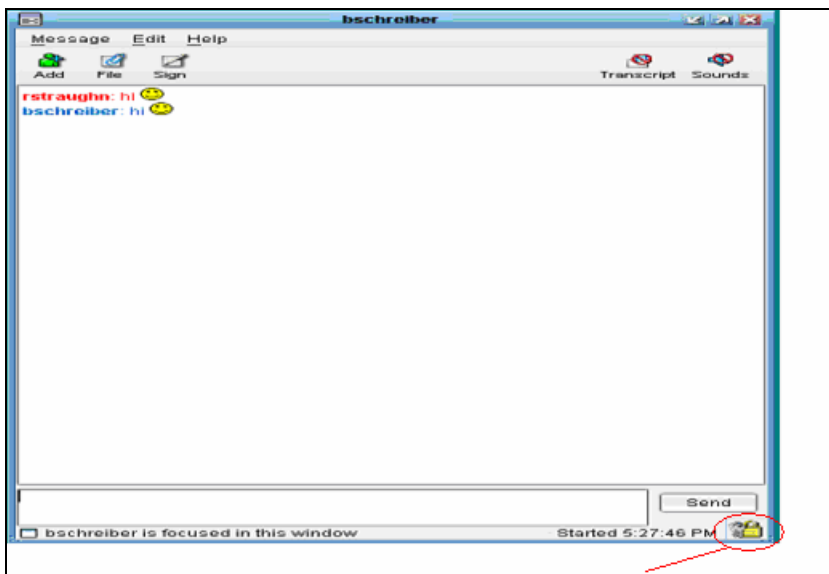 bschreiber
Message Edit Help
Add File Sign Transcript Sounds
rstraughn: hi
bschreiber: hi
Send
bschreiber is focused in this window Started 5:27:46 PM